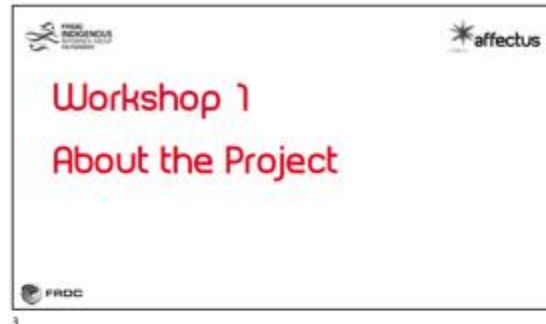 INDIGENOUS
affectus
Workshop 1
About the Project
FRDC
3